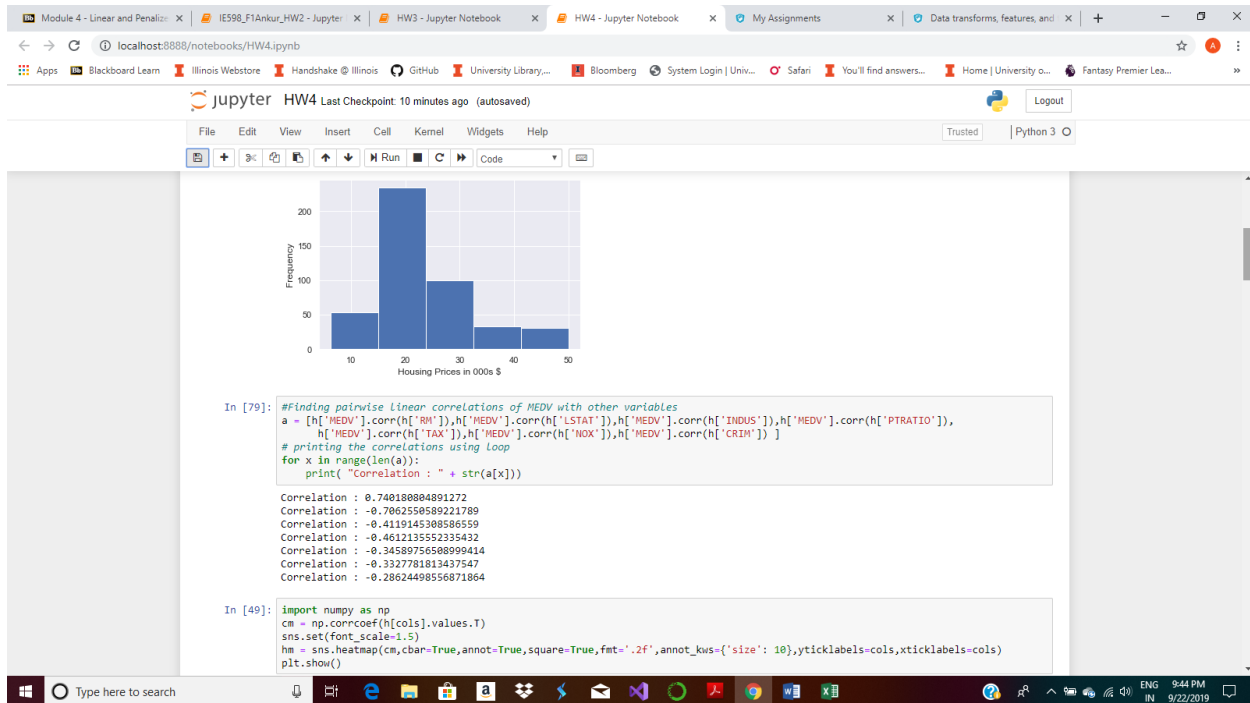 Module 4 - Linear and Penalize
IE598_F1Ankur_HW2 - Jupyter
HW3 - Jupyter Notebook
HW4 - Jupyter Notebook
My Assignments
Data transforms, features, and
localhost:8888/notebooks/HW4.ipynb
A
Apps
Bb Blackboard Learn
Illinois Webstore
Handshake @ Illinois
GitHub
University Library,...
Bloomberg
System Login | Univ...
Safari
You'll find answers...
Home | University o...
Fantasy Premier Lea...
»
jupyter HW4 Last Checkpoint: 10 minutes ago (autosaved)
Logout
File Edit View Insert Cell Kernel Widgets Help
Trusted
Python 3
Run
Code
200
150
100
50
0
Frequency
10 20 30 40 50
Housing Prices in 000s $
In [79]: #Finding pairwise linear correlations of MEDV with other variables
a = [h['MEDV'].corr(h['RM']),h['MEDV'].corr(h['LSTAT']),h['MEDV'].corr(h['INDUS']),h['MEDV'].corr(h['PTRATIO']),
h['MEDV'].corr(h['TAX']),h['MEDV'].corr(h['NOX']),h['MEDV'].corr(h['CRIM']) ]
# printing the correlations using loop
for x in range(len(a)):
print( "Correlation : " + str(a[x]))
Correlation : 0.740180804891272
Correlation : -0.7062550589221789
Correlation : -0.4119145308586559
Correlation : -0.4612135552335432
Correlation : -0.34589756508999414
Correlation : -0.3327781813437547
Correlation : -0.28624498556871864
In [49]: import numpy as np
cm = np.corrcoef(h[cols].values.T)
sns.set(font_scale=1.5)
hm = sns.heatmap(cm,cbar=True,annot=True,square=True,fmt='.2f',annot_kws={'size': 10},yticklabels=cols,xticklabels=cols)
plt.show()
Type here to search
ENG
IN
9:44 PM
9/22/2019